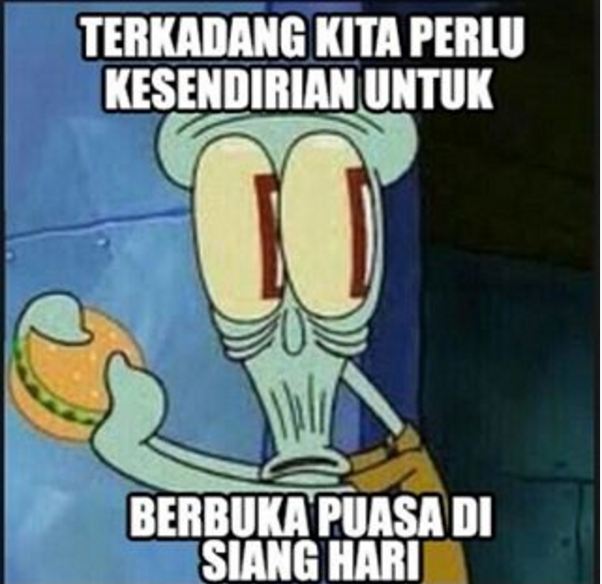 TERKADANG KITA PERLU
KESENDIRIAN UNTUK
BERBUKA PUASA DI
SIANG HARI